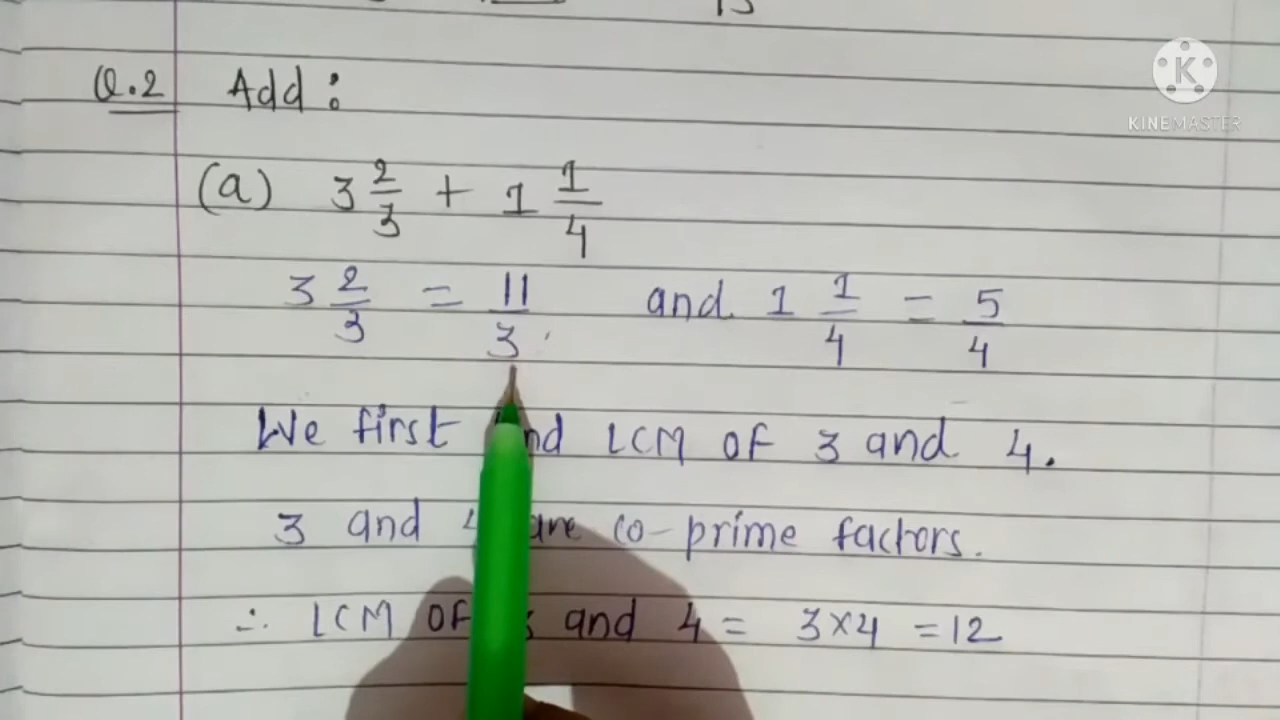 Q.2 Add:
(a) 3 2/3 + 1 1/4
3 2/3 = 11/3 and 1 1/4 = 5/4
We first LCM of 3 and 4.
3 and are co-prime factors.
∴ LCM of 3 and 4 = 3×4 = 12
K
KINEMASTER